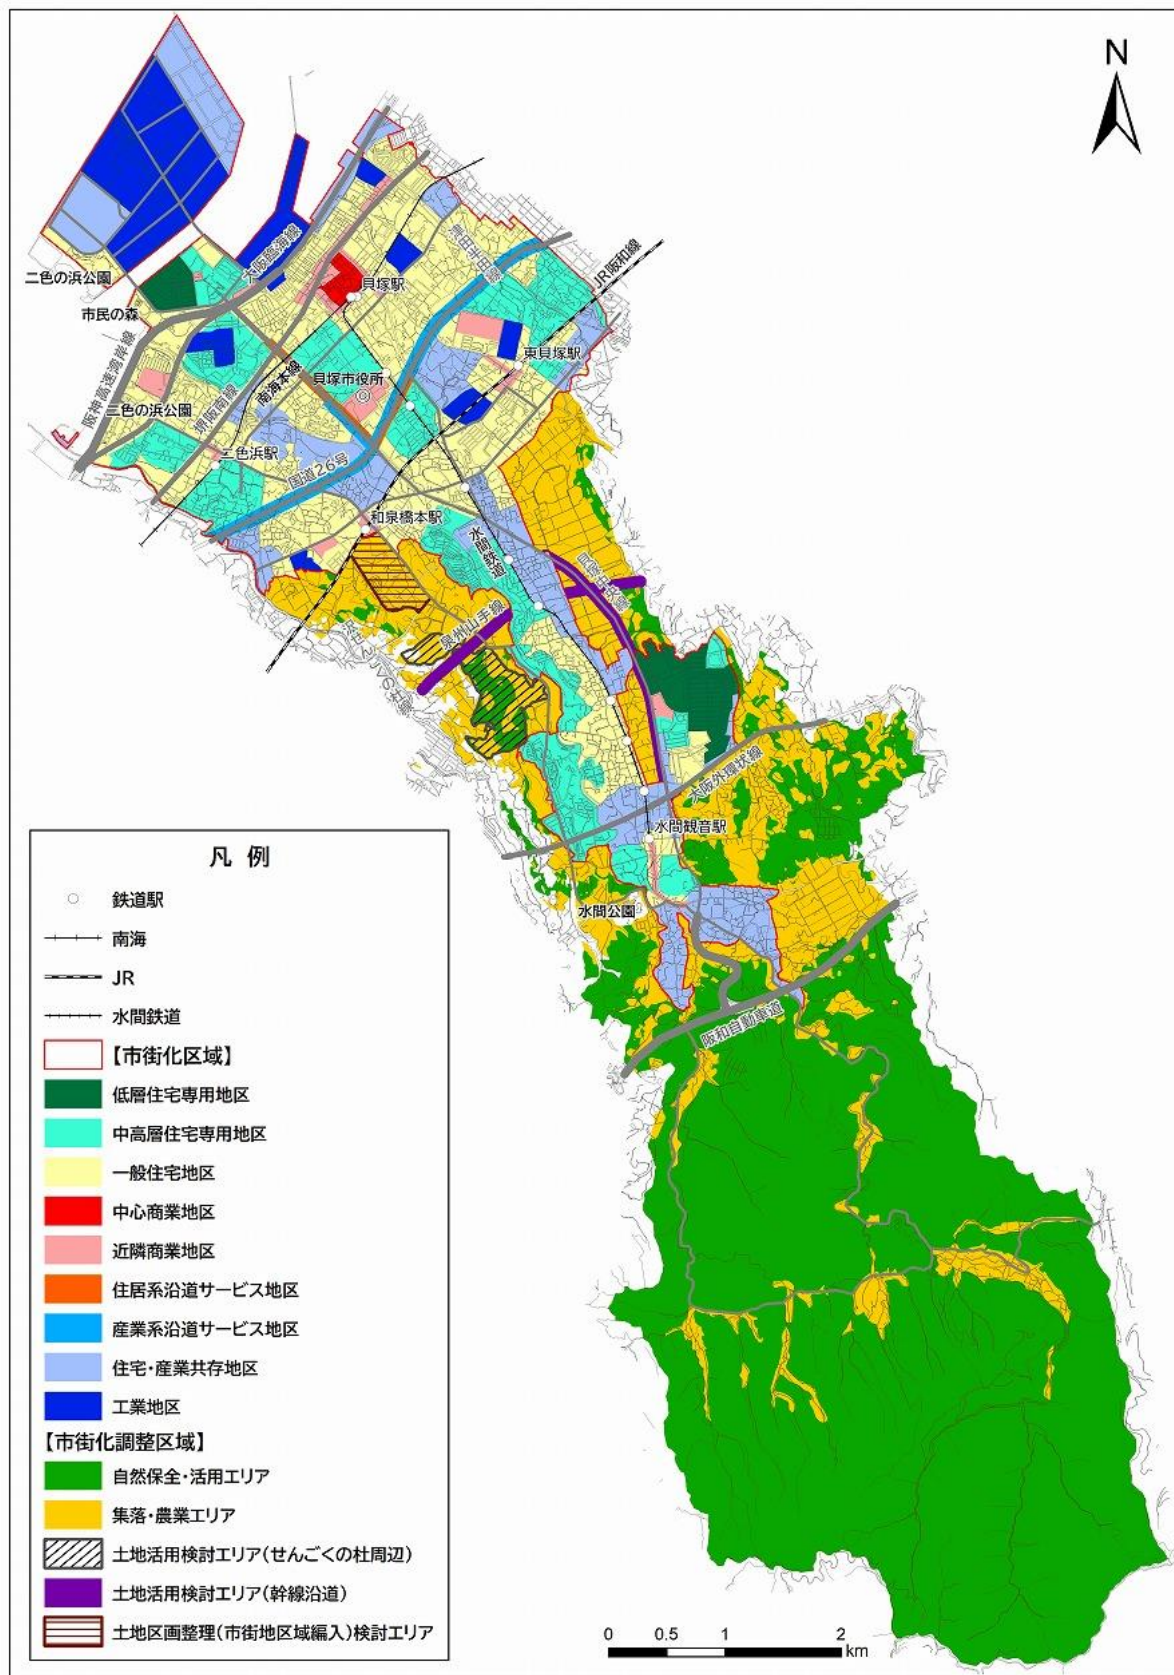 N
二色の浜公園
市民の森
大阪臨海線
貝塚駅
津田半田線
JR阪和線
阪神高速湾岸線
二色の浜公園
堺阪南線
南海本線
貝塚市役所
東貝塚駅
二色浜駅
国道26号
和泉橋本駅
水間鉄道
貝塚中央線
泉州山手線
大阪外環状線
水間観音駅
水間公園
阪和自動車道
凡 例
鉄道駅
南海
JR
水間鉄道
【市街化区域】
低層住宅専用地区
中高層住宅専用地区
一般住宅地区
中心商業地区
近隣商業地区
住居系沿道サービス地区
産業系沿道サービス地区
住宅・産業共存地区
工業地区
【市街化調整区域】
自然保全・活用エリア
集落・農業エリア
土地活用検討エリア(せんごくの杜周辺)
土地活用検討エリア(幹線沿道)
土地区画整理(市街地区域編入)検討エリア
0 0.5 1 2
km